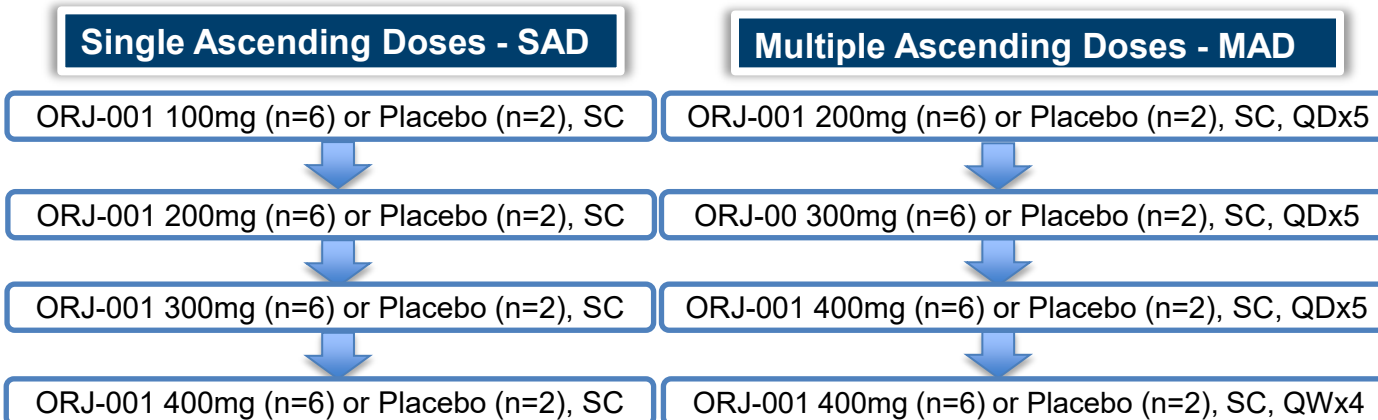 Single Ascending Doses - SAD
ORJ-001 100mg (n=6) or Placebo (n=2), SC
ORJ-001 200mg (n=6) or Placebo (n=2), SC
ORJ-001 300mg (n=6) or Placebo (n=2), SC
ORJ-001 400mg (n=6) or Placebo (n=2), SC
Multiple Ascending Doses - MAD
ORJ-001 200mg (n=6) or Placebo (n=2), SC, QDx5
ORJ-00 300mg (n=6) or Placebo (n=2), SC, QDx5
ORJ-001 400mg (n=6) or Placebo (n=2), SC, QDx5
ORJ-001 400mg (n=6) or Placebo (n=2), SC, QWx4